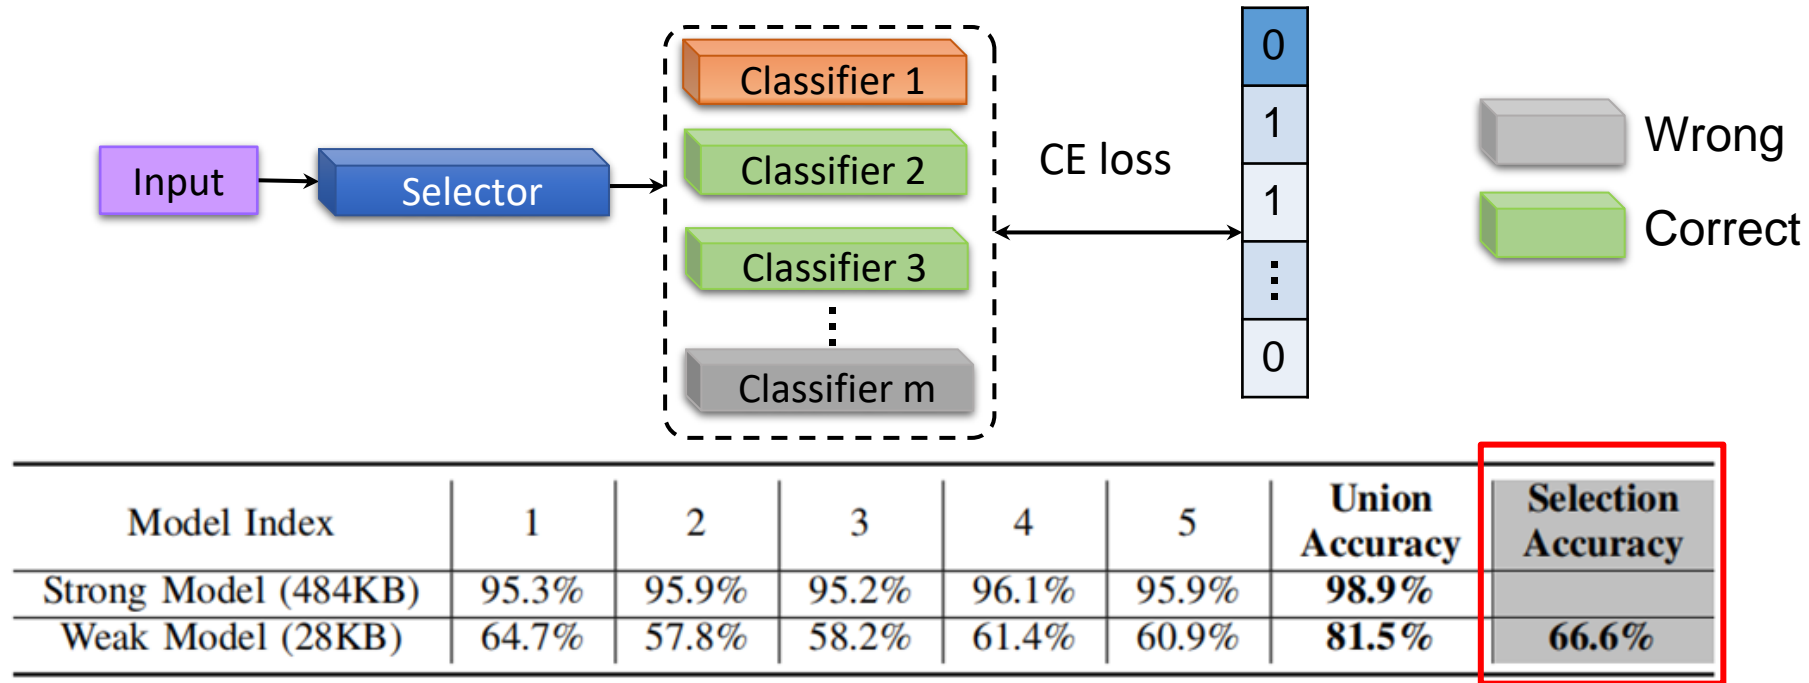 Input
Selector
Classifier 1
Classifier 2
Classifier 3
⋮
Classifier m
CE loss
0
1
1
⋮
0
Wrong
Correct
Model Index 1 2 3 4 5 Union Accuracy Selection Accuracy
Strong Model (484KB) 95.3% 95.9% 95.2% 96.1% 95.9% 98.9%
Weak Model (28KB) 64.7% 57.8% 58.2% 61.4% 60.9% 81.5% 66.6%